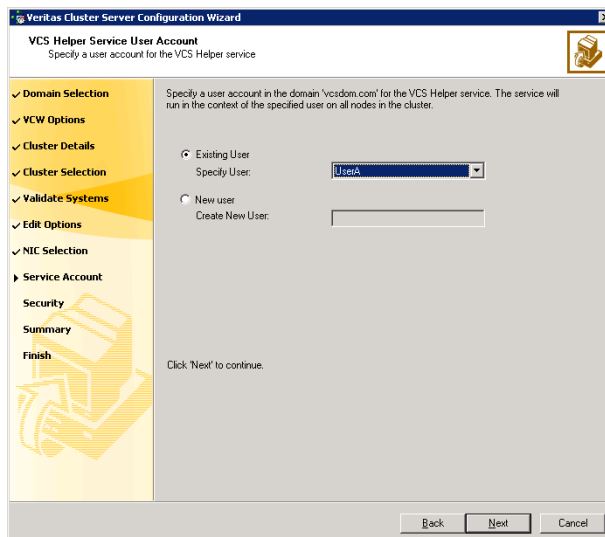 Veritas Cluster Server Configuration Wizard
VCS Helper Service User Account
Specify a user account for the VCS Helper service
Domain Selection
VCW Options
Cluster Details
Cluster Selection
Validate Systems
Edit Options
NIC Selection
Service Account
Security
Summary
Finish
Specify a user account in the domain 'vcsdom.com' for the VCS Helper service. The service will
run in the context of the specified user on all nodes in the cluster.
Existing User
Specify User:
UserA
New user
Create New User:
Click 'Next' to continue.
Back
Next
Cancel